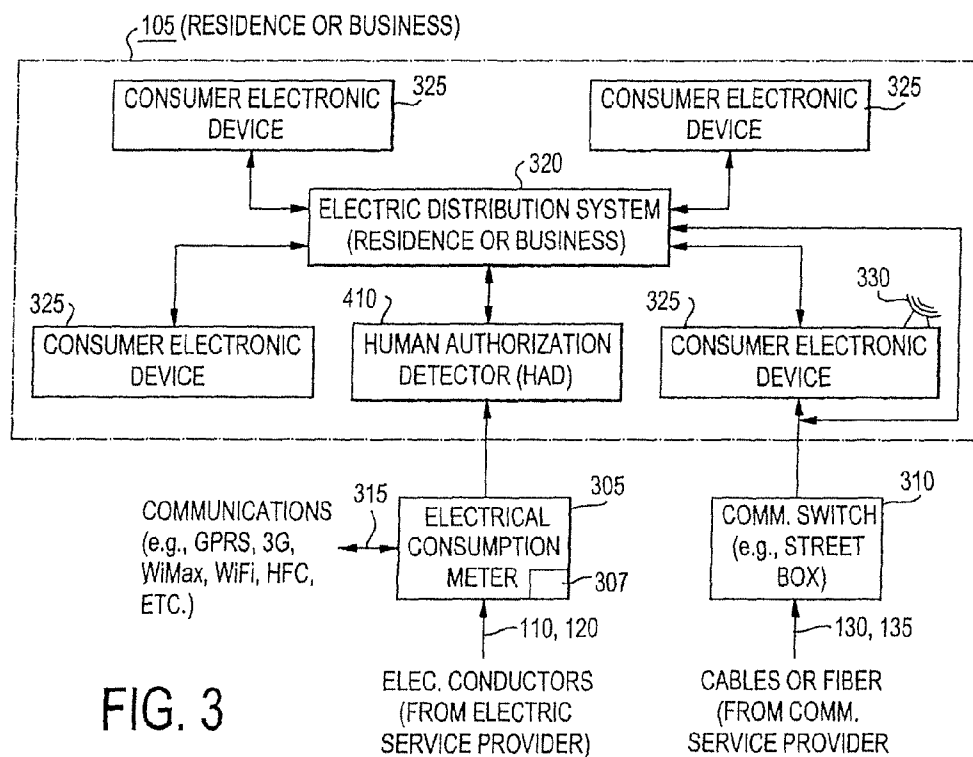 105 (RESIDENCE OR BUSINESS)
CONSUMER ELECTRONIC
DEVICE
325
CONSUMER ELECTRONIC
DEVICE
325
320
ELECTRIC DISTRIBUTION SYSTEM
(RESIDENCE OR BUSINESS)
325
CONSUMER ELECTRONIC
DEVICE
410
HUMAN AUTHORIZATION
DETECTOR (HAD)
325
330
CONSUMER ELECTRONIC
DEVICE
COMMUNICATIONS
(e.g., GPRS, 3G,
WiMax, WiFi, HFC,
ETC.)
315
305
ELECTRICAL
CONSUMPTION
METER
307
310
COMM. SWITCH
(e.g., STREET
BOX)
110, 120
130, 135
FIG. 3
ELEC. CONDUCTORS
(FROM ELECTRIC
SERVICE PROVIDER)
CABLES OR FIBER
(FROM COMM.
SERVICE PROVIDER